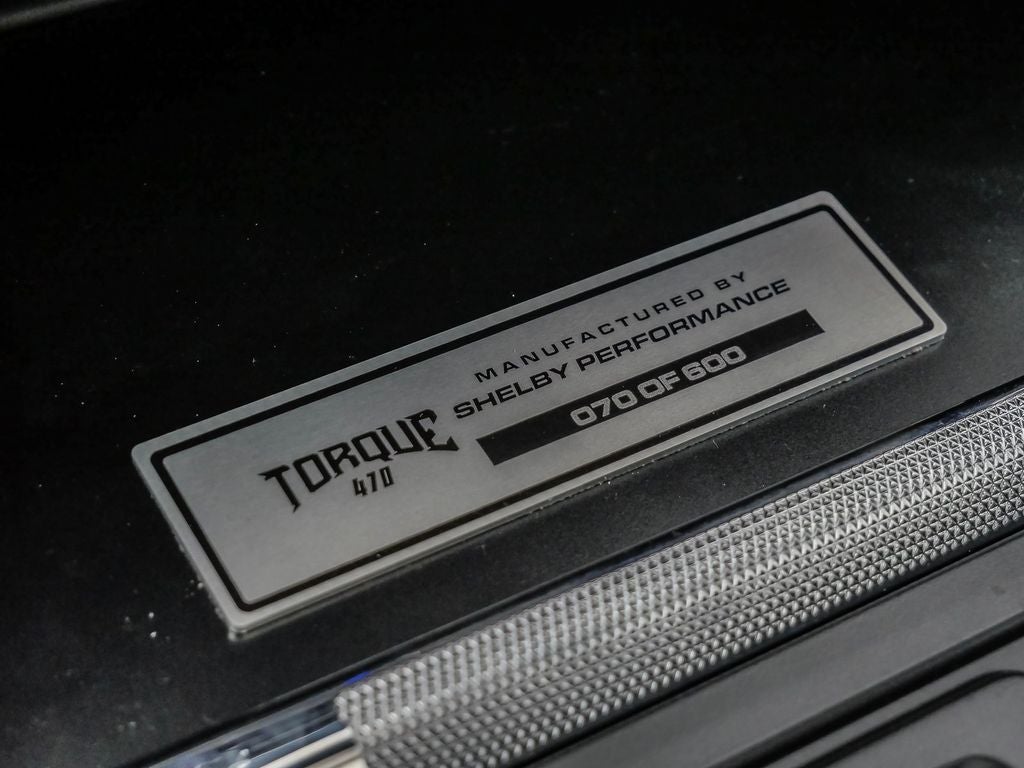 TORQUE
470
MANUFACTURED BY
SHELBY PERFORMANCE
070 OF 600